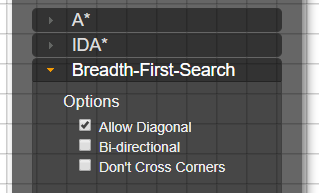 A*
IDA*
Breadth-First-Search
Options
Allow Diagonal
Bi-directional
Don't Cross Corners